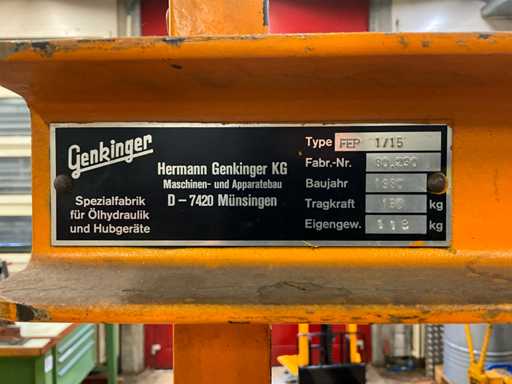 Genkinger
Spezialfabrik
für Ölhydraulik
und Hubgeräte
Hermann Genkinger KG
Maschinen- und Apparatebau
D – 7420 Münsingen
Type FEP 1/15
Fabr.-Nr.
Baujahr
Tragkraft kg
Eigengew. 118 kg